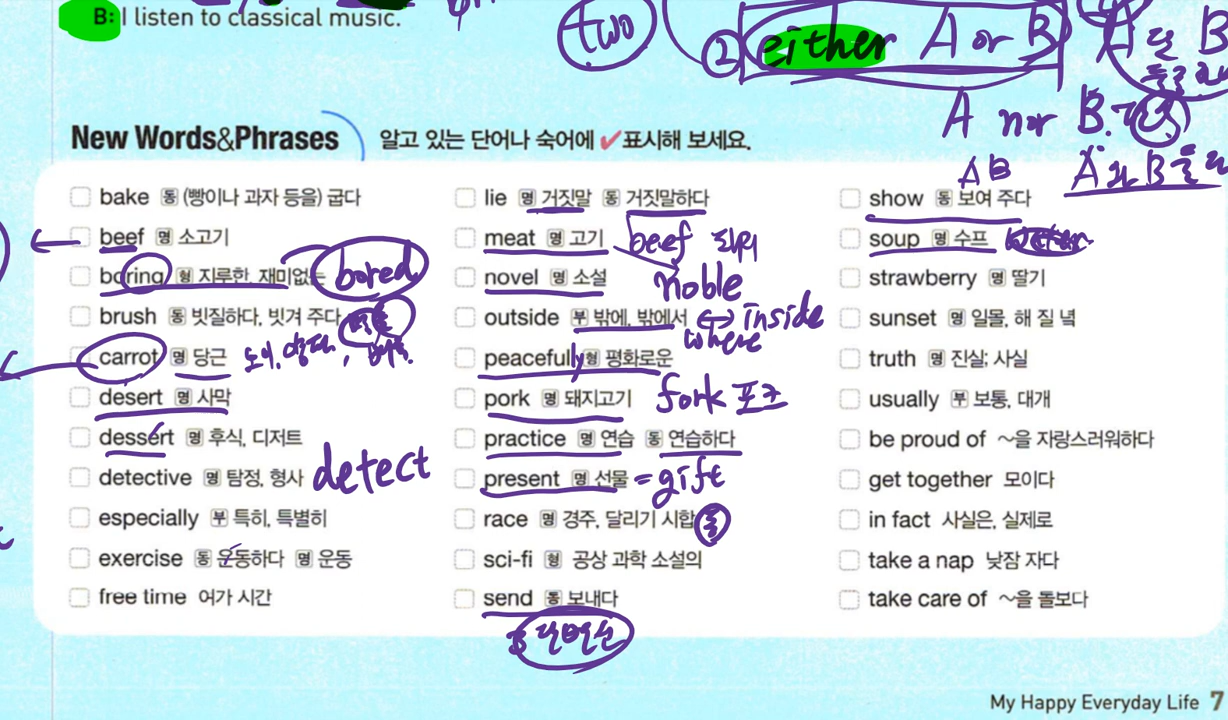 B: I listen to classical music.
two
② either A or B
A B
A nor B.
A B
New Words&Phrases 알고 있는 단어나 숙어에 ✓표시해 보세요.
bake 동 (빵이나 과자 등을) 굽다
beef 명 소고기
boring 형 지루한, 재미없는 bored
brush 동 빗질하다, 빗겨 주다
carrot 명 당근
desert 명 사막
dessert 명 후식, 디저트
detective 명 탐정, 형사 detect
especially 부 특히, 특별히
exercise 동 운동하다 명 운동
free time 여가 시간
lie 명 거짓말 동 거짓말하다
meat 명 고기 beef
novel 명 소설 noble
outside 부 밖에, 밖에서 ↔ inside
where
peacefully 형 평화로운
pork 명 돼지고기 fork 포크
practice 명 연습 동 연습하다
present 명 선물 = gift
race 명 경주, 달리기 시합 동
sci-fi 형 공상 과학 소설의
send 동 보내다
show 동 보여 주다
soup 명 수프
strawberry 명 딸기
sunset 명 일몰, 해 질 녘
truth 명 진실; 사실
usually 부 보통, 대개
be proud of ~을 자랑스러워하다
get together 모이다
in fact 사실은, 실제로
take a nap 낮잠 자다
take care of ~을 돌보다
My Happy Everyday Life 7